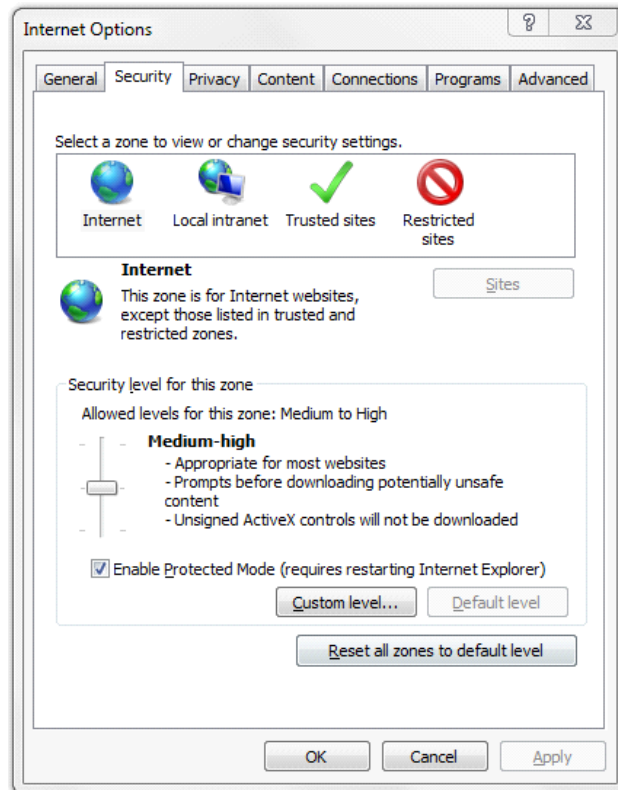 Internet Options
General Security Privacy Content Connections Programs Advanced
Select a zone to view or change security settings.
Internet Local intranet Trusted sites Restricted sites
Internet
This zone is for Internet websites,
except those listed in trusted and
restricted zones.
Sites
Security level for this zone
Allowed levels for this zone: Medium to High
Medium-high
- Appropriate for most websites
- Prompts before downloading potentially unsafe
content
- Unsigned ActiveX controls will not be downloaded
Enable Protected Mode (requires restarting Internet Explorer)
Custom level... Default level
Reset all zones to default level
OK Cancel Apply